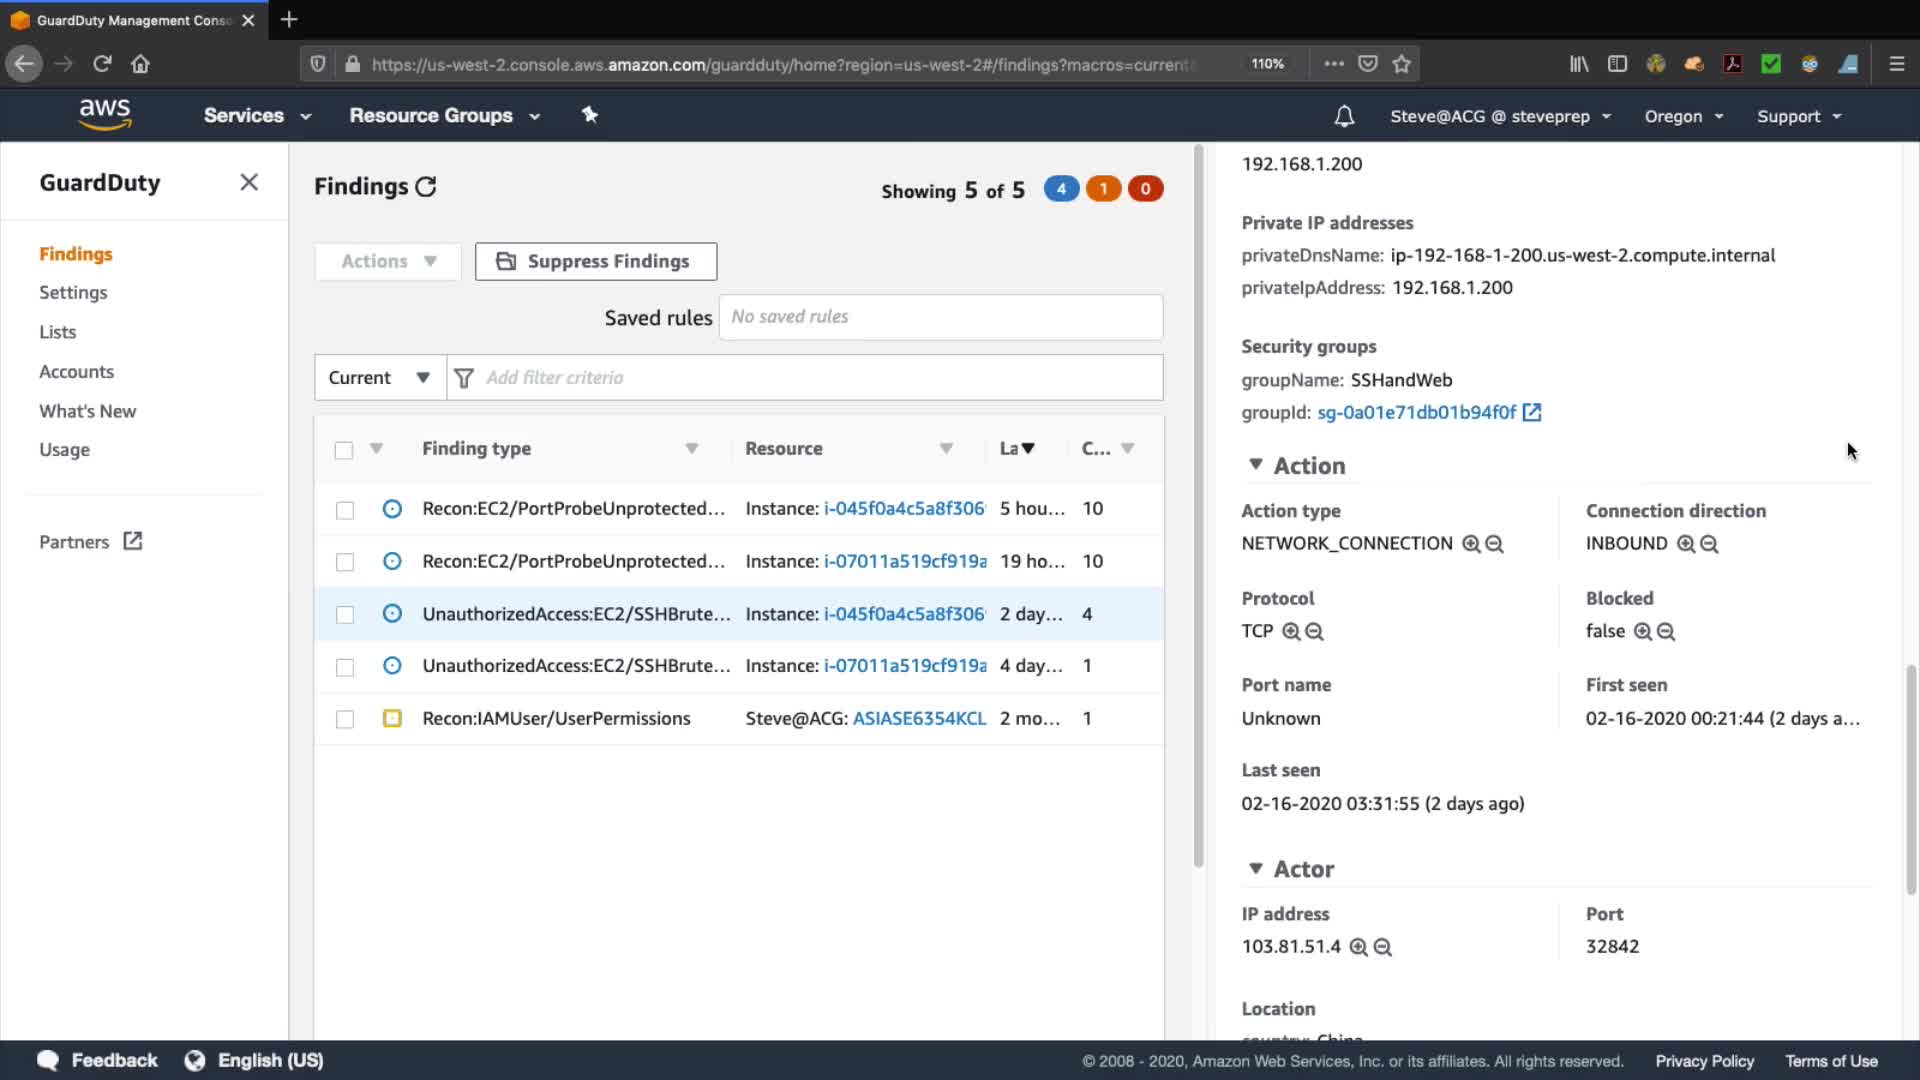 GuardDuty Management Conso
https://us-west-2.console.aws.amazon.com/guardduty/home?region=us-west-2#/findings?macros=current
110%
aws
Services
Resource Groups
Steve@ACG @ steveprep
Oregon
Support
GuardDuty
Findings
Settings
Lists
Accounts
What's New
Usage
Partners
Findings
Showing 5 of 5
4
1
0
Actions
Suppress Findings
Saved rules
No saved rules
Current
Add filter criteria
Finding type
Resource
La
C...
Recon:EC2/PortProbeUnprotected... Instance: i-045f0a4c5a8f306 5 hou... 10
Recon:EC2/PortProbeUnprotected... Instance: i-07011a519cf919a 19 ho... 10
UnauthorizedAccess:EC2/SSHBrute... Instance: i-045f0a4c5a8f306 2 day... 4
UnauthorizedAccess:EC2/SSHBrute... Instance: i-07011a519cf919a 4 day... 1
Recon:IAMUser/UserPermissions Steve@ACG: ASIASE6354KCL 2 mo... 1
192.168.1.200
Private IP addresses
privateDnsName: ip-192-168-1-200.us-west-2.compute.internal
privateIpAddress: 192.168.1.200
Security groups
groupName: SSHandWeb
groupId: sg-0a01e71db01b94f0f
Action
Action type
NETWORK_CONNECTION
Connection direction
INBOUND
Protocol
TCP
Blocked
false
Port name
Unknown
First seen
02-16-2020 00:21:44 (2 days a...
Last seen
02-16-2020 03:31:55 (2 days ago)
Actor
IP address
103.81.51.4
Port
32842
Location
country: China
Feedback
English (US)
© 2008 - 2020, Amazon Web Services, Inc. or its affiliates. All rights reserved.
Privacy Policy
Terms of Use